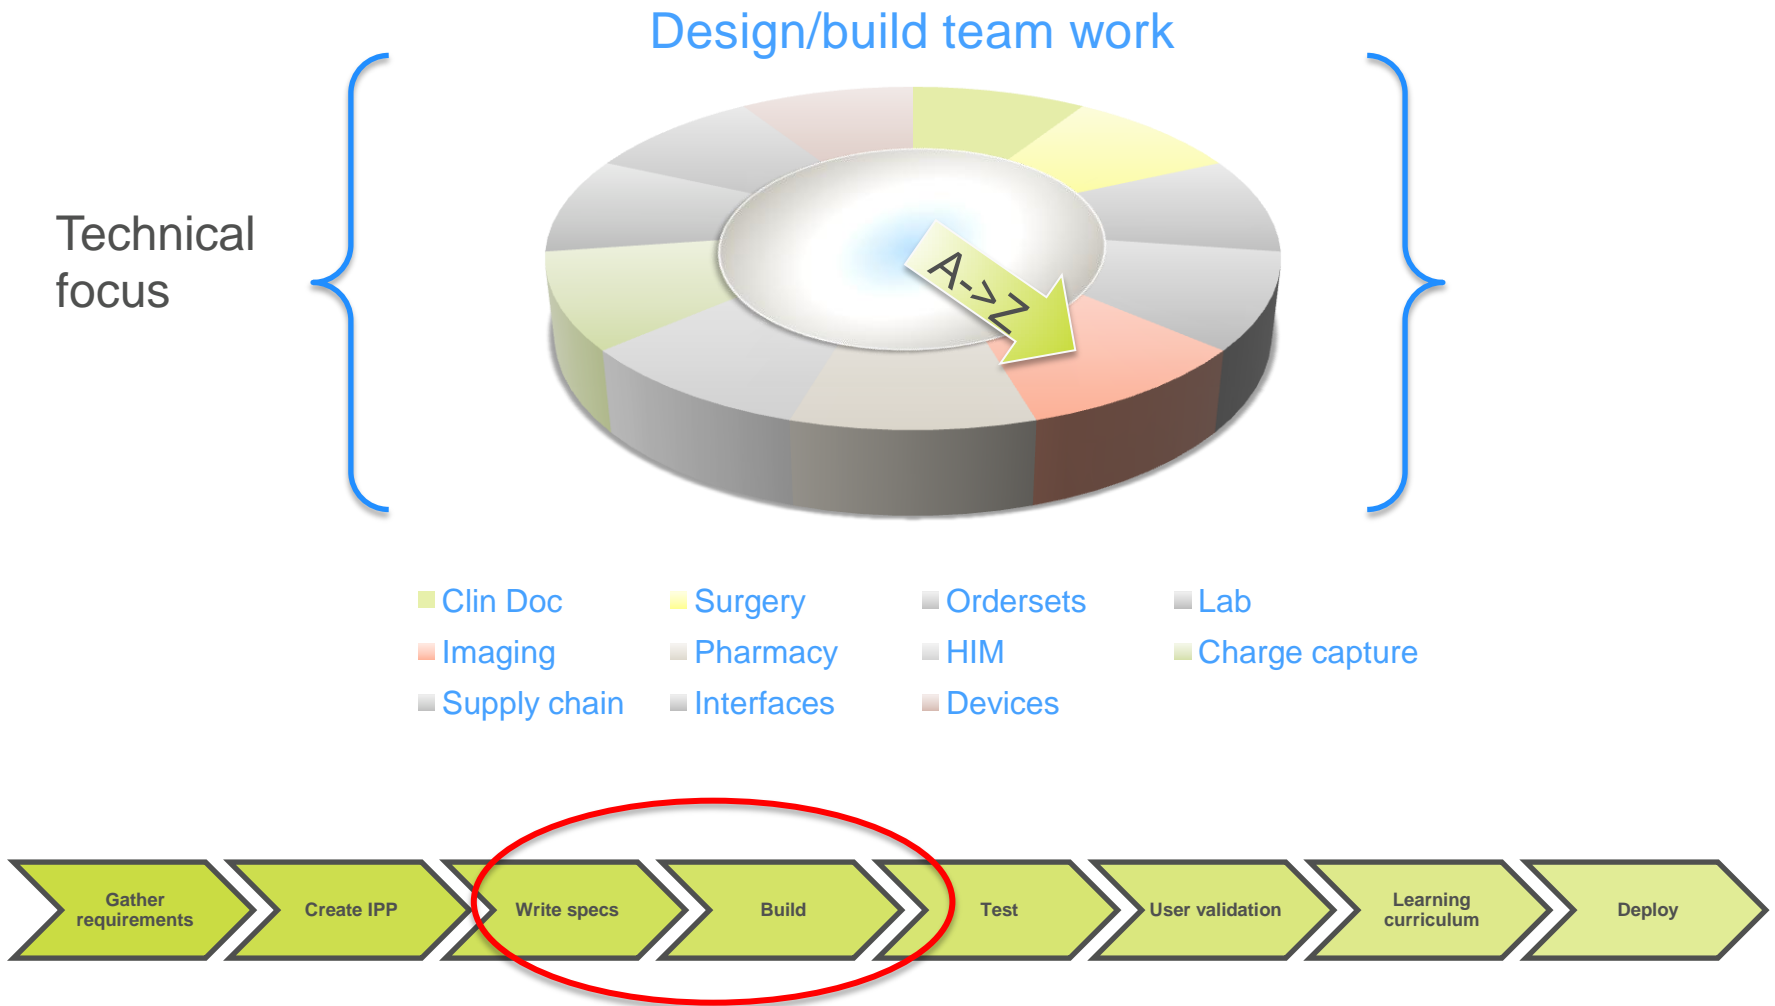 Design/build team work
Technical
focus
A->Z
Clin Doc
Surgery
Ordersets
Lab
Imaging
Pharmacy
HIM
Charge capture
Supply chain
Interfaces
Devices
Gather
requirements
Create IPP
Write specs
Build
Test
User validation
Learning
curriculum
Deploy